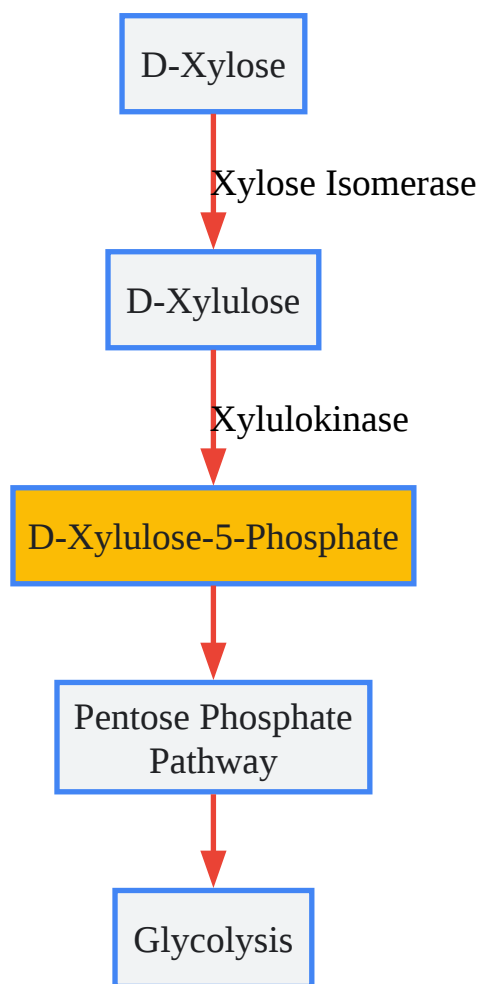 D-Xylose
Xylose Isomerase
D-Xylulose
Xylulokinase
D-Xylulose-5-Phosphate
Pentose Phosphate
Pathway
Glycolysis